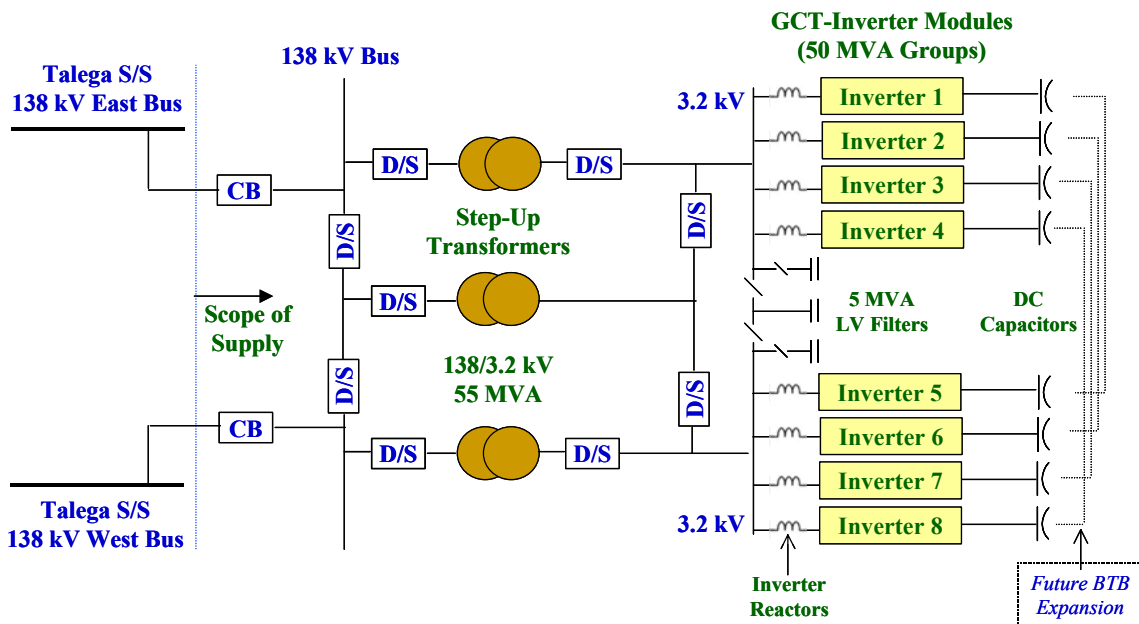 GCT-Inverter Modules
(50 MVA Groups)
138 kV Bus
Talega S/S
138 kV East Bus
3.2 kV
Inverter 1
Inverter 2
D/S
D/S
CB
Inverter 3
D/S
Step-Up
Transformers
D/S
Inverter 4
Scope of
Supply
D/S
5 MVA
LV Filters
DC
Capacitors
138/3.2 kV
55 MVA
D/S
D/S
Inverter 5
CB
Inverter 6
D/S
D/S
Inverter 7
Talega S/S
138 kV West Bus
3.2 kV
Inverter 8
Inverter
Reactors
Future BTB
Expansion